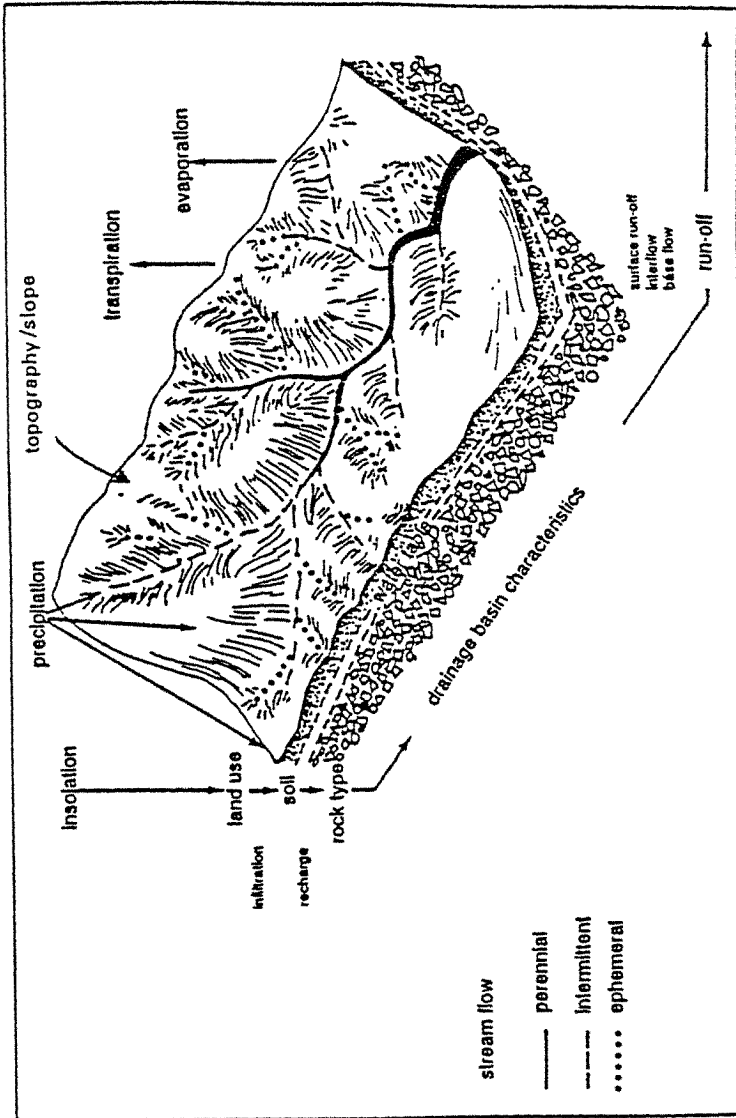 precipitation
topography/slope
transpiration
evaporation
Insolation
land use
soil
rock type
infiltration
recharge
water table
drainage basin characteristics
surface run-off
interflow
base flow
run-off
stream flow
perennial
Intermittent
ephemeral